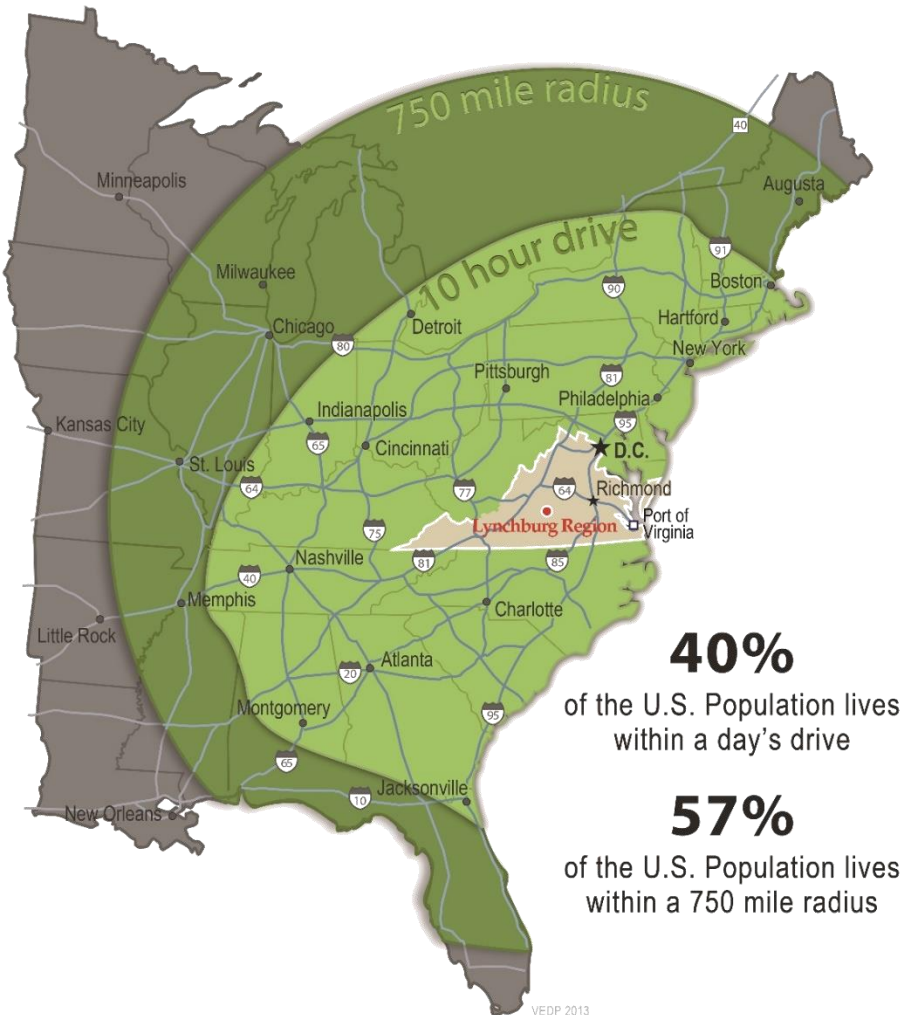 750 mile radius
40
Minneapolis
Augusta
10 hour drive
91
Milwaukee
90
Boston
Detroit
Hartford
Chicago
80
New York
Pittsburgh
81
Philadelphia
Indianapolis
95
Kansas City
65
Cincinnati
D.C.
St. Louis
64
77
64
Richmond
Lynchburg Region
Port of
Virginia
75
81
85
Nashville
40
Memphis
Charlotte
Little Rock
40%
of the U.S. Population lives
within a day's drive
Atlanta
20
Montgomery
95
65
Jacksonville
10
New Orleans
57%
of the U.S. Population lives
within a 750 mile radius
VEDP 2013